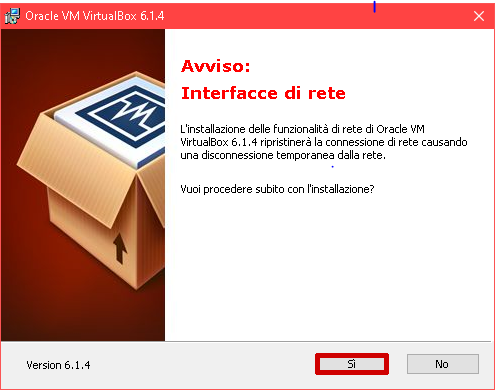 Oracle VM VirtualBox 6.1.4
Avviso:
Interfacce di rete
L'installazione delle funzionalità di rete di Oracle VM
VirtualBox 6.1.4 ripristinerà la connessione di rete causando
una disconnessione temporanea dalla rete.
Vuoi procedere subito con l'installazione?
Version 6.1.4
Sì
No